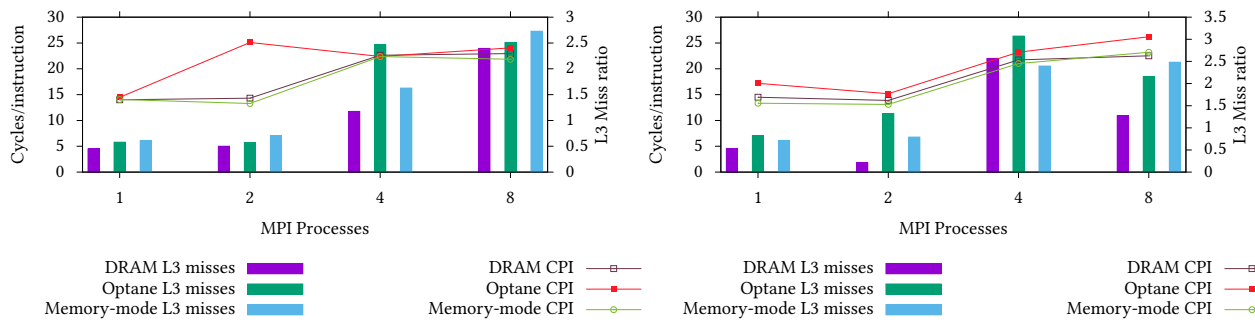 Cycles/instruction
30
25
20
15
10
5
0
1 2 4 8
3
2.5
2
1.5
1
0.5
0
L3 Miss ratio
MPI Processes
DRAM L3 misses
Optane L3 misses
Memory-mode L3 misses
DRAM CPI
Optane CPI
Memory-mode CPI
Cycles/instruction
30
25
20
15
10
5
0
1 2 4 8
3.5
3
2.5
2
1.5
1
0.5
0
L3 Miss ratio
MPI Processes
DRAM L3 misses
Optane L3 misses
Memory-mode L3 misses
DRAM CPI
Optane CPI
Memory-mode CPI